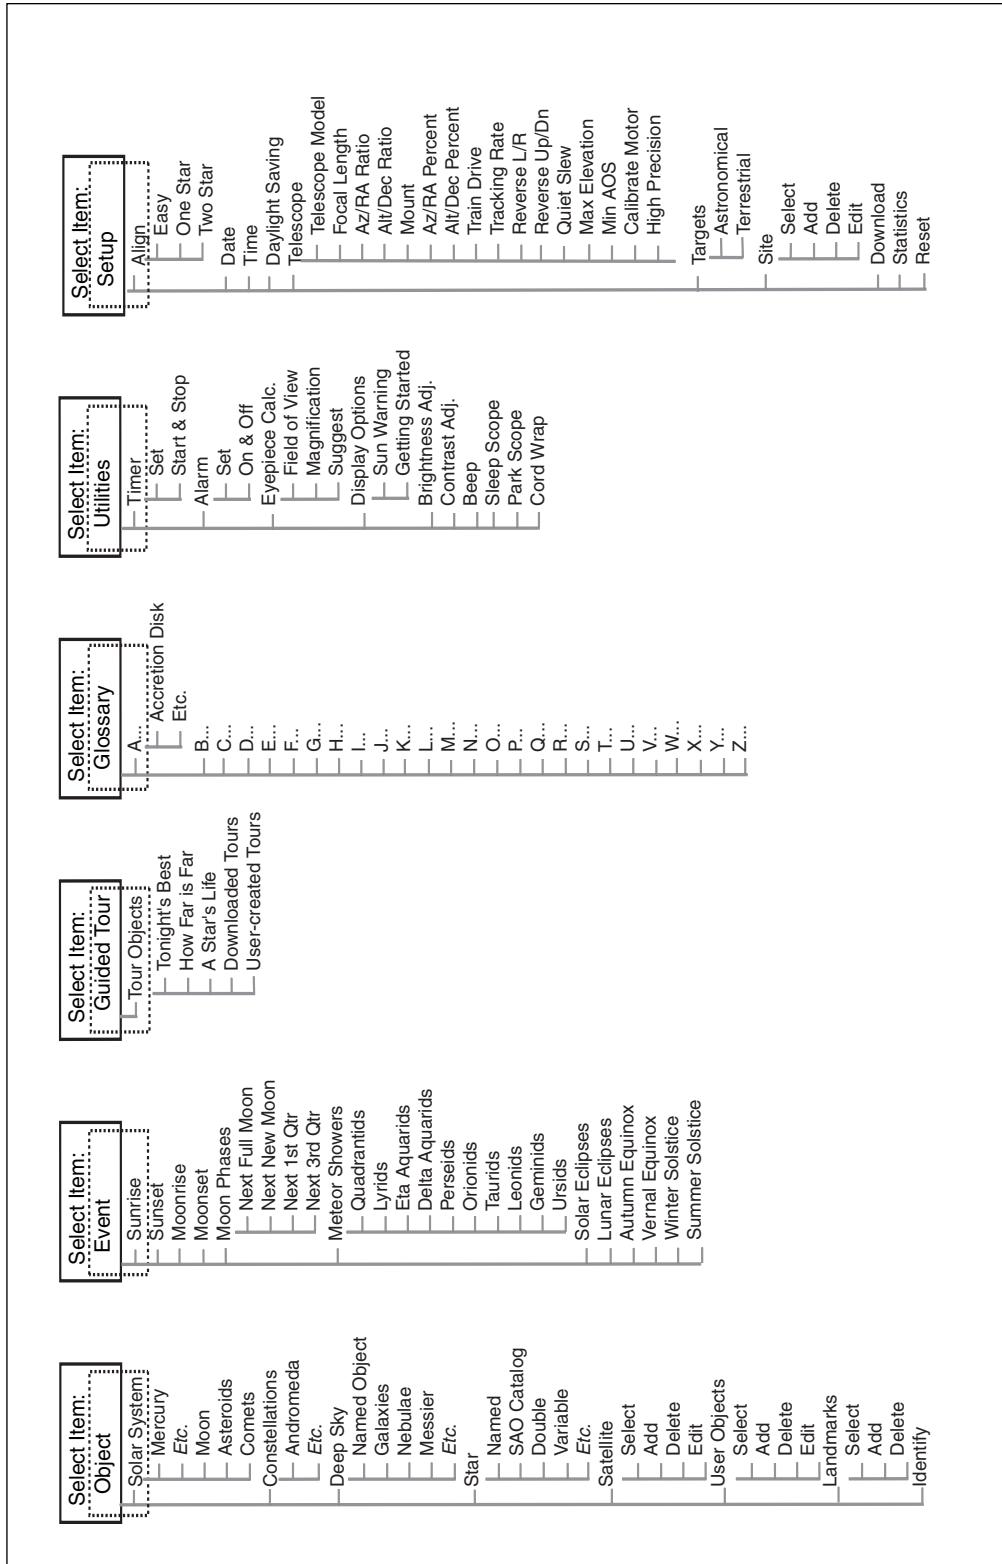 Select Item:
Object
Solar System
Mercury
Etc.
Moon
Asteroids
Comets
Constellations
Andromeda
Etc.
Deep Sky
Named Object
Galaxies
Nebulae
Messier
Etc.
Star
Named
SAO Catalog
Double
Variable
Etc.
Satellite
Select
Add
Delete
Edit
User Objects
Select
Add
Delete
Edit
Landmarks
Select
Add
Delete
Identify
Select Item:
Event
Sunrise
Sunset
Moonrise
Moonset
Moon Phases
Next Full Moon
Next New Moon
Next 1st Qtr
Next 3rd Qtr
Meteor Showers
Quadrantids
Lyrids
Eta Aquarids
Delta Aquarids
Perseids
Orionids
Taurids
Leonids
Geminids
Ursids
Solar Eclipses
Lunar Eclipses
Autumn Equinox
Vernal Equinox
Winter Solstice
Summer Solstice
Select Item:
Guided Tour
Tour Objects
Tonight's Best
How Far is Far
A Star's Life
Downloaded Tours
User-created Tours
Select Item:
Glossary
A...
Accretion Disk
Etc.
B...
C...
D...
E...
F...
G...
H...
I...
J...
K...
L...
M...
N...
O...
P...
Q...
R...
S...
T...
U...
V...
W...
X...
Y...
Z...
Select Item:
Utilities
Timer
Set
Start & Stop
Alarm
Set
On & Off
Eyepiece Calc.
Field of View
Magnification
Suggest
Display Options
Sun Warning
Getting Started
Brightness Adj.
Contrast Adj.
Beep
Sleep Scope
Park Scope
Cord Wrap
Select Item:
Setup
Align
Easy
One Star
Two Star
Date
Time
Daylight Saving
Telescope
Telescope Model
Focal Length
Az/RA Ratio
Alt/Dec Ratio
Mount
Az/RA Percent
Alt/Dec Percent
Train Drive
Tracking Rate
Reverse L/R
Reverse Up/Dn
Quiet Slew
Max Elevation
Min AOS
Calibrate Motor
High Precision
Targets
Astronomical
Terrestrial
Site
Select
Add
Delete
Edit
Download
Statistics
Reset